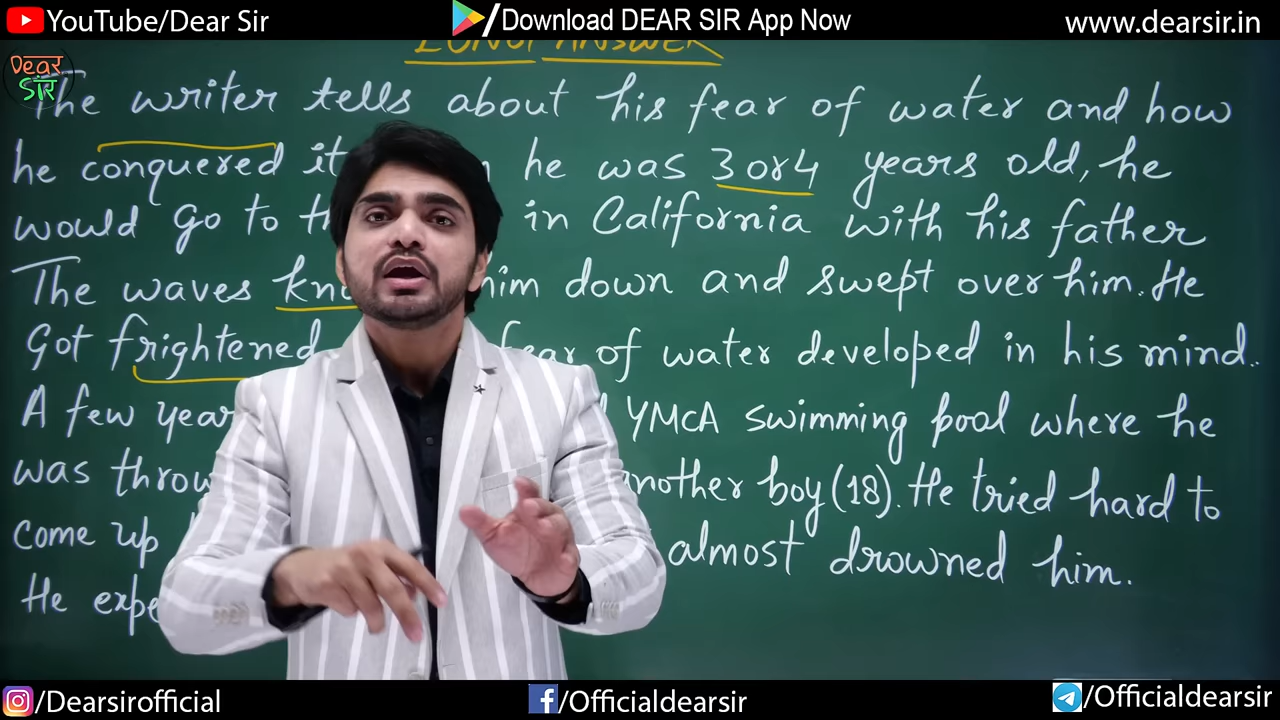 YouTube/Dear Sir
/Download DEAR SIR App Now
www.dearsir.in
LONG ANSWER
Dear
सर
The writer tells about his fear of water and how
he conquered it he was 3 or 4 years old, he
would go to in California with his father
The waves him down and swept over him. He
Got frightened fear of water developed in his mind.
A few YMCA swimming pool where he
was another boy (18). He tried hard to
come up almost drowned him.
He
/Dearsirofficial
/Officialdearsir
/Officialdearsir